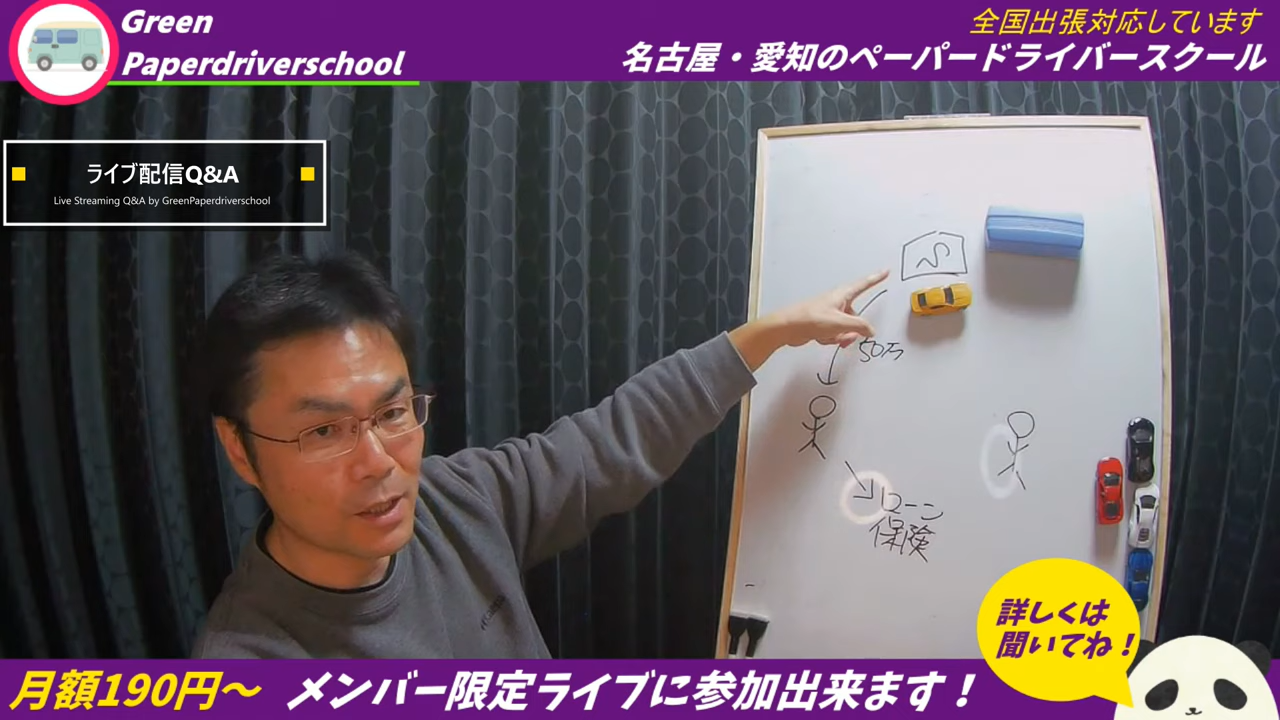 Green
Paperdriverschool
全国出張対応しています
名古屋・愛知のペーパードライバースクール
ライブ配信Q&A
Live Streaming Q&A by GreenPaperdriverschool
50万
ローン
保険
詳しくは
聞いてね！
月額190円～ メンバー限定ライブに参加出来ます！